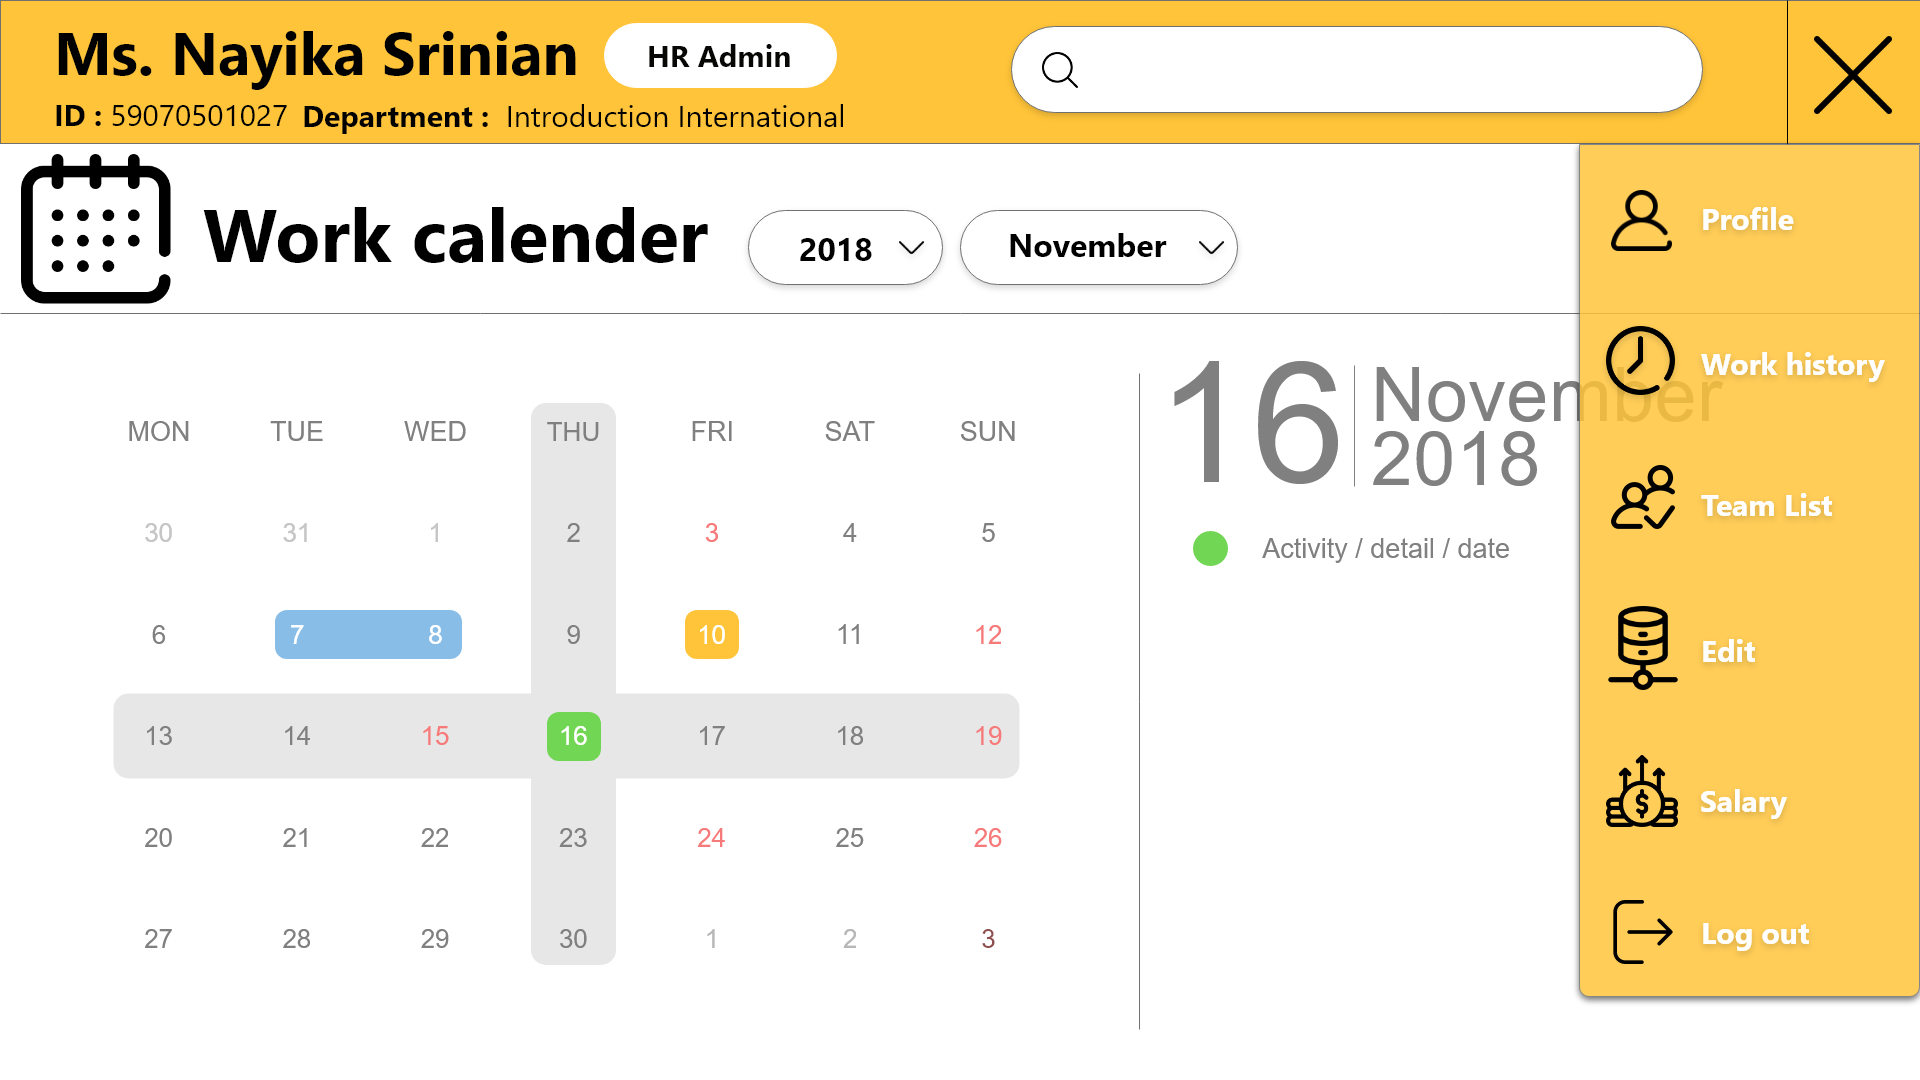 Ms. Nayika Srinian HR Admin
ID : 59070501027 Department : Introduction International
Work calender 2018 November
MON TUE WED THU FRI SAT SUN
30 31 1 2 3 4 5
6 7 8 9 10 11 12
13 14 15 16 17 18 19
20 21 22 23 24 25 26
27 28 29 30 1 2 3
16 November
2018
Activity / detail / date
Profile
Work history
Team List
Edit
$
Salary
Log out